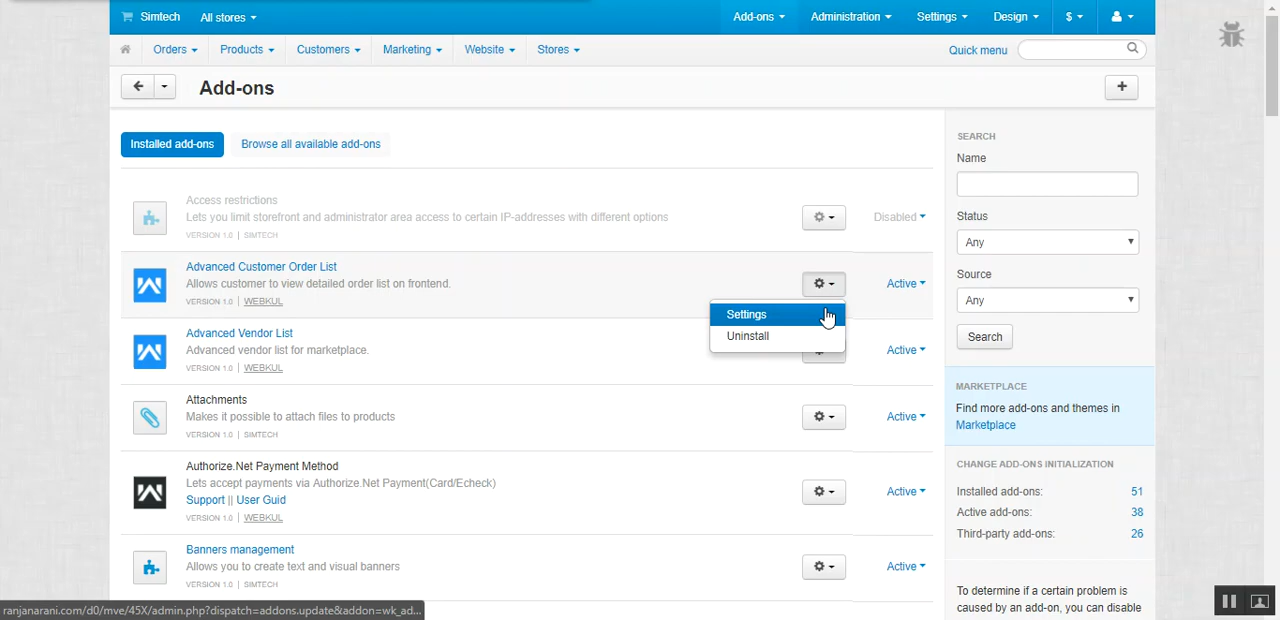 Simtech All stores Add-ons Administration Settings Design $
Orders Products Customers Marketing Website Stores Quick menu
Add-ons +
Installed add-ons Browse all available add-ons
SEARCH
Name
Status
Any
Source
Any
Search
Access restrictions
Lets you limit storefront and administrator area access to certain IP-addresses with different options
VERSION 1.0 | SIMTECH
Disabled
Advanced Customer Order List
Allows customer to view detailed order list on frontend.
VERSION 1.0 | WEBKUL
Active
Settings
Uninstall
Advanced Vendor List
Advanced vendor list for marketplace.
VERSION 1.0 | WEBKUL
Active
Attachments
Makes it possible to attach files to products
VERSION 1.0 | SIMTECH
Active
Authorize.Net Payment Method
Lets accept payments via Authorize.Net Payment(Card/Echeck)
Support || User Guid
VERSION 1.0 | WEBKUL
Active
Banners management
Allows you to create text and visual banners
VERSION 1.0 | SIMTECH
Active
MARKETPLACE
Find more add-ons and themes in
Marketplace
CHANGE ADD-ONS INITIALIZATION
Installed add-ons: 51
Active add-ons: 38
Third-party add-ons: 26
To determine if a certain problem is
caused by an add-on, you can disable
ranjanarani.com/d0/mve/45X/admin.php?dispatch=addons.update&addon=wk_ad...